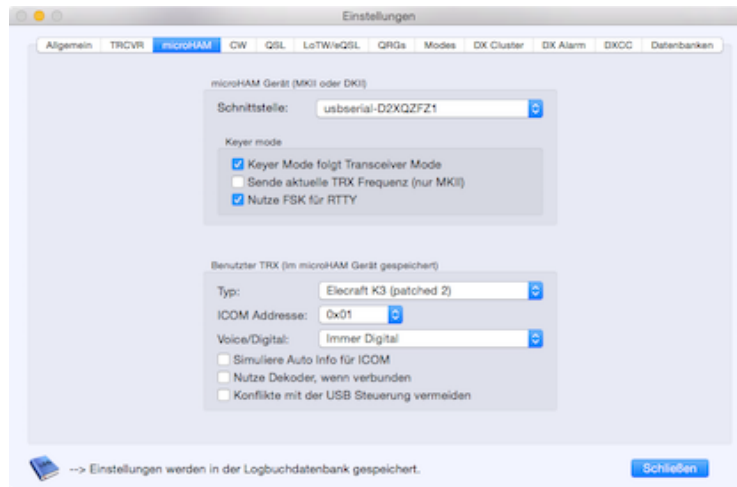 Einstellungen
Allgemein TRCVR microHAM CW QSL LoTW/eQSL QRGs Modes DX Cluster DX Alarm DXCC Datenbanken
microHAM Gerät (MKII oder DKII)
Schnittstelle: usbserial-D2XQZFZ1
Keyer mode
Keyer Mode folgt Transceiver Mode
Sende aktuelle TRX Frequenz (nur MKII)
Nutze FSK für RTTY
Benutzter TRX (Im microHAM Gerät gespeichert)
Typ: Elecraft K3 (patched 2)
ICOM Addresse: 0x01
Voice/Digital: Immer Digital
Simuliere Auto Info für ICOM
Nutze Dekoder, wenn verbunden
Konflikte mit der USB Steuerung vermeiden
--> Einstellungen werden in der Logbuchdatenbank gespeichert. Schließen